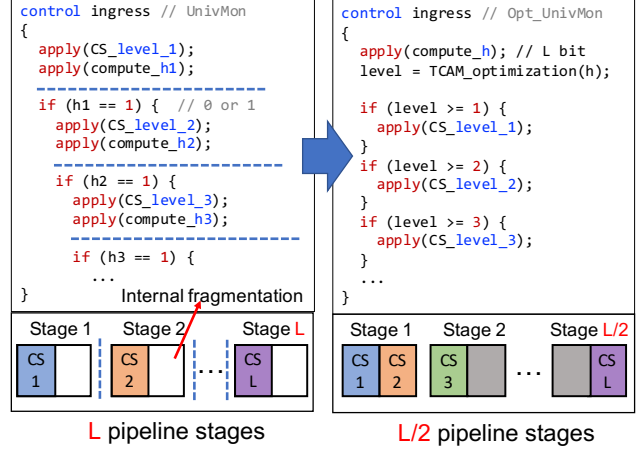 control ingress // UnivMon
{
apply(CS_level_1);
apply(compute_h1);
if (h1 == 1) { // 0 or 1
apply(CS_level_2);
apply(compute_h2);
if (h2 == 1) {
apply(CS_level_3);
apply(compute_h3);
if (h3 == 1) {
...
}
Internal fragmentation
Stage 1
Stage 2
Stage L
CS
1
CS
2
...
CS
L
L pipeline stages
control ingress // Opt_UnivMon
{
apply(compute_h); // L bit
level = TCAM_optimization(h);
if (level >= 1) {
apply(CS_level_1);
}
if (level >= 2) {
apply(CS_level_2);
}
if (level >= 3) {
apply(CS_level_3);
}
...
}
Stage 1
Stage 2
Stage L/2
CS
1
CS
2
CS
3
...
CS
L
L/2 pipeline stages